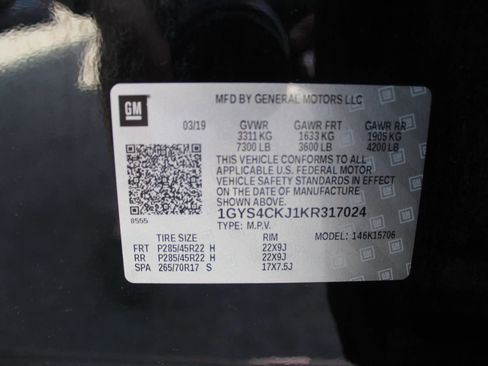 GM
MFD BY GENERAL MOTORS LLC
03/19 GVWR GAWR FRT GAWR RR
3311 KG 1633 KG 1905 KG
7300 LB 3600 LB 4200 LB
THIS VEHICLE CONFORMS TO ALL
APPLICABLE U.S. FEDERAL MOTOR
VEHICLE SAFETY STANDARDS IN EFFECT
ON THE DATE OF MANUFACTURE
SHOWN ABOVE.
1GYS4CKJ1KR317024
8555
TYPE: M.P.V. MODEL: 146K15706
TIRE SIZE RIM
FRT P285/45R22 H 22X9J
RR P285/45R22 H 22X9J
SPA 265/70R17 S 17X7.5J